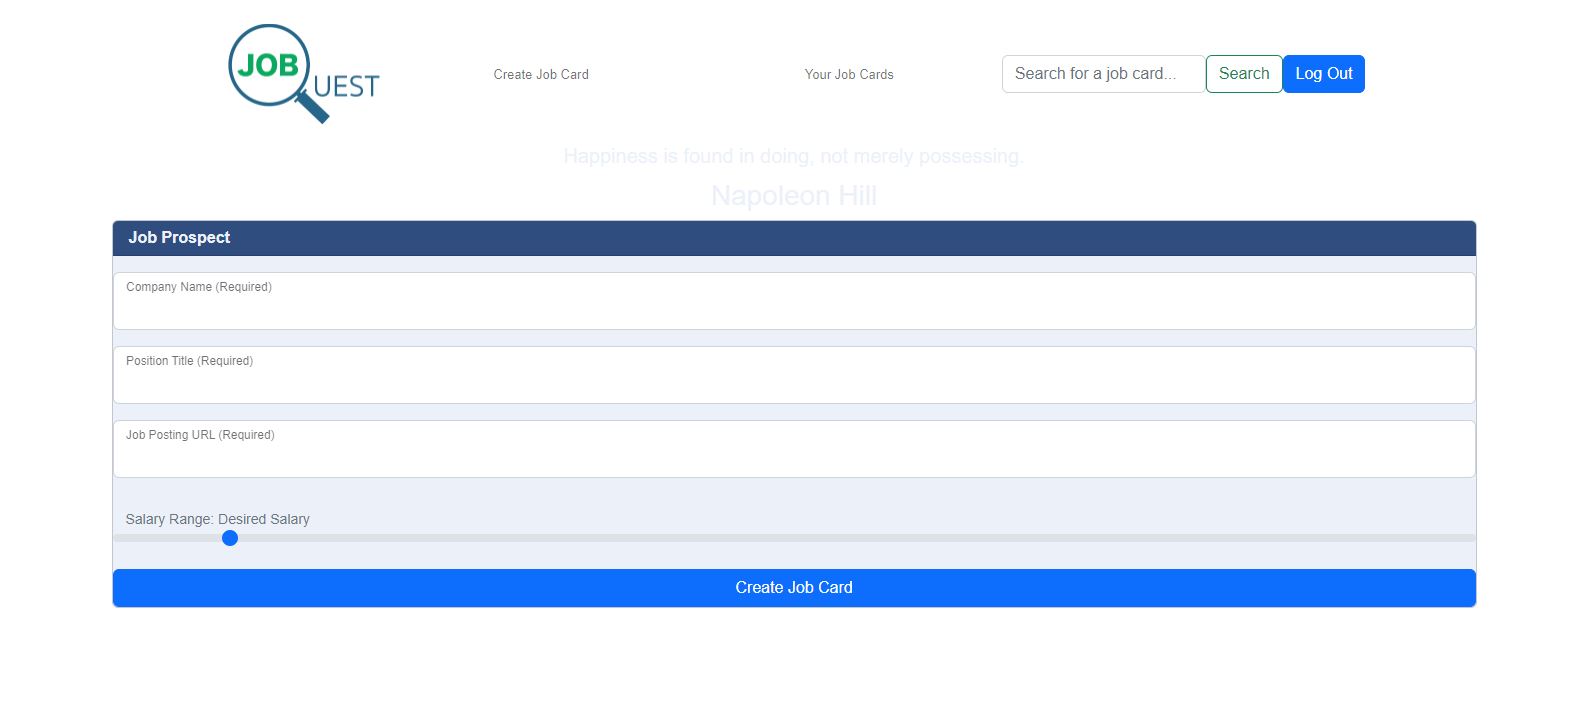 JOB
UEST
Create Job Card
Your Job Cards
Search for a job card...
Search
Log Out
Happiness is found in doing, not merely possessing.
Napoleon Hill
Job Prospect
Company Name (Required)
Position Title (Required)
Job Posting URL (Required)
Salary Range: Desired Salary
Create Job Card